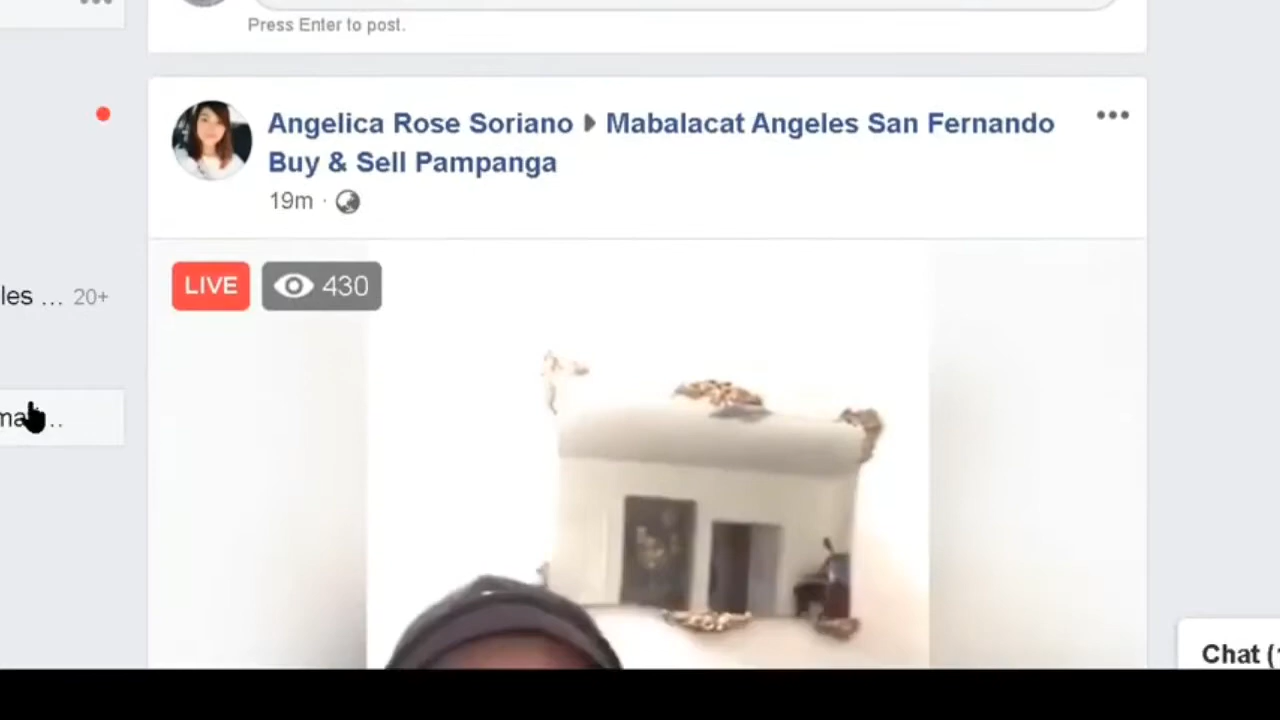 Press Enter to post.
Angelica Rose Soriano ▶ Mabalacat Angeles San Fernando
Buy & Sell Pampanga
19m ·
LIVE 430
les ... 20+
Chat (